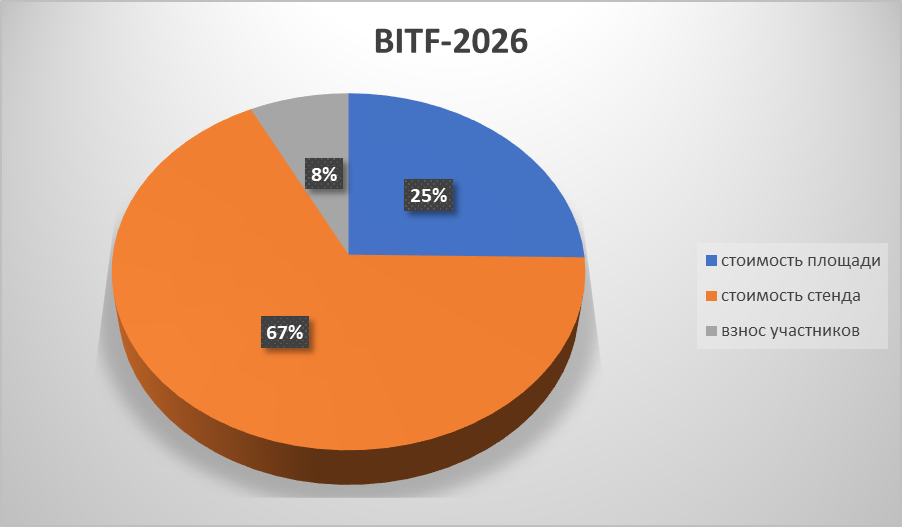 BITF-2026
8%
25%
67%
стоимость площади
стоимость стенда
взнос участников